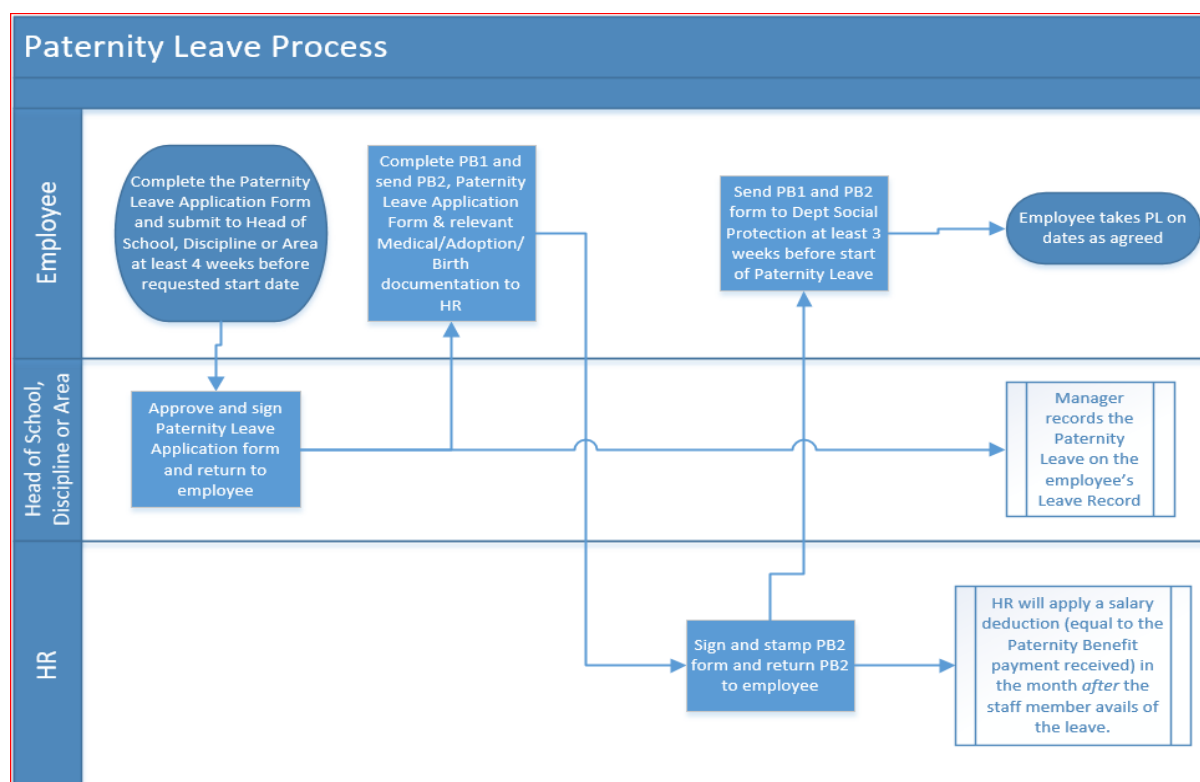 Paternity Leave Process
Employee
Complete the Paternity
Leave Application Form
and submit to Head of
School, Discipline or Area
at least 4 weeks before
requested start date
Complete PB1 and
send PB2, Paternity
Leave Application
Form & relevant
Medical/Adoption/
Birth
documentation to
HR
Send PB1 and PB2
form to Dept Social
Protection at least 3
weeks before start
of Paternity Leave
Employee takes PL on
dates as agreed
Head of School,
Discipline or Area
Approve and sign
Paternity Leave
Application form
and return to
employee
Manager
records the
Paternity
Leave on the
employee's
Leave Record
HR
Sign and stamp PB2
form and return PB2
to employee
HR will apply a salary
deduction (equal to the
Paternity Benefit
payment received) in
the month after the
staff member avails of
the leave.